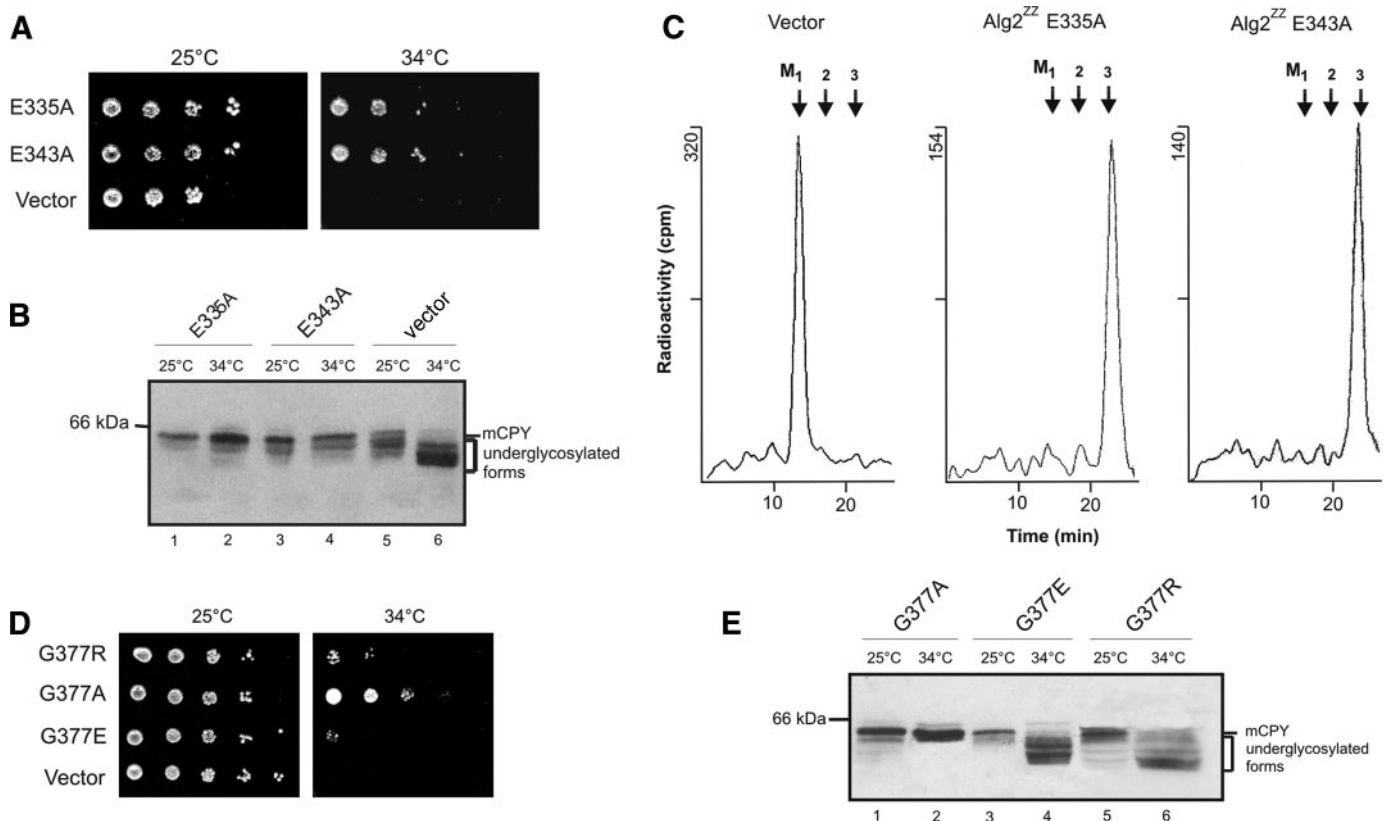 A
25°C 34°C
E335A
E343A
Vector
B
E335A E343A vector
25°C 34°C 25°C 34°C 25°C 34°C
66 kDa
mCPY
underglycosylated
forms
1 2 3 4 5 6
C
Vector Alg2ZZ E335A Alg2ZZ E343A
M1 2 3 M1 2 3 M1 2 3
320 154 140
Radioactivity (cpm)
10 20 10 20 10 20
Time (min)
D
25°C 34°C
G377R
G377A
G377E
Vector
E
G377A G377E G377R
25°C 34°C 25°C 34°C 25°C 34°C
66 kDa
mCPY
underglycosylated
forms
1 2 3 4 5 6